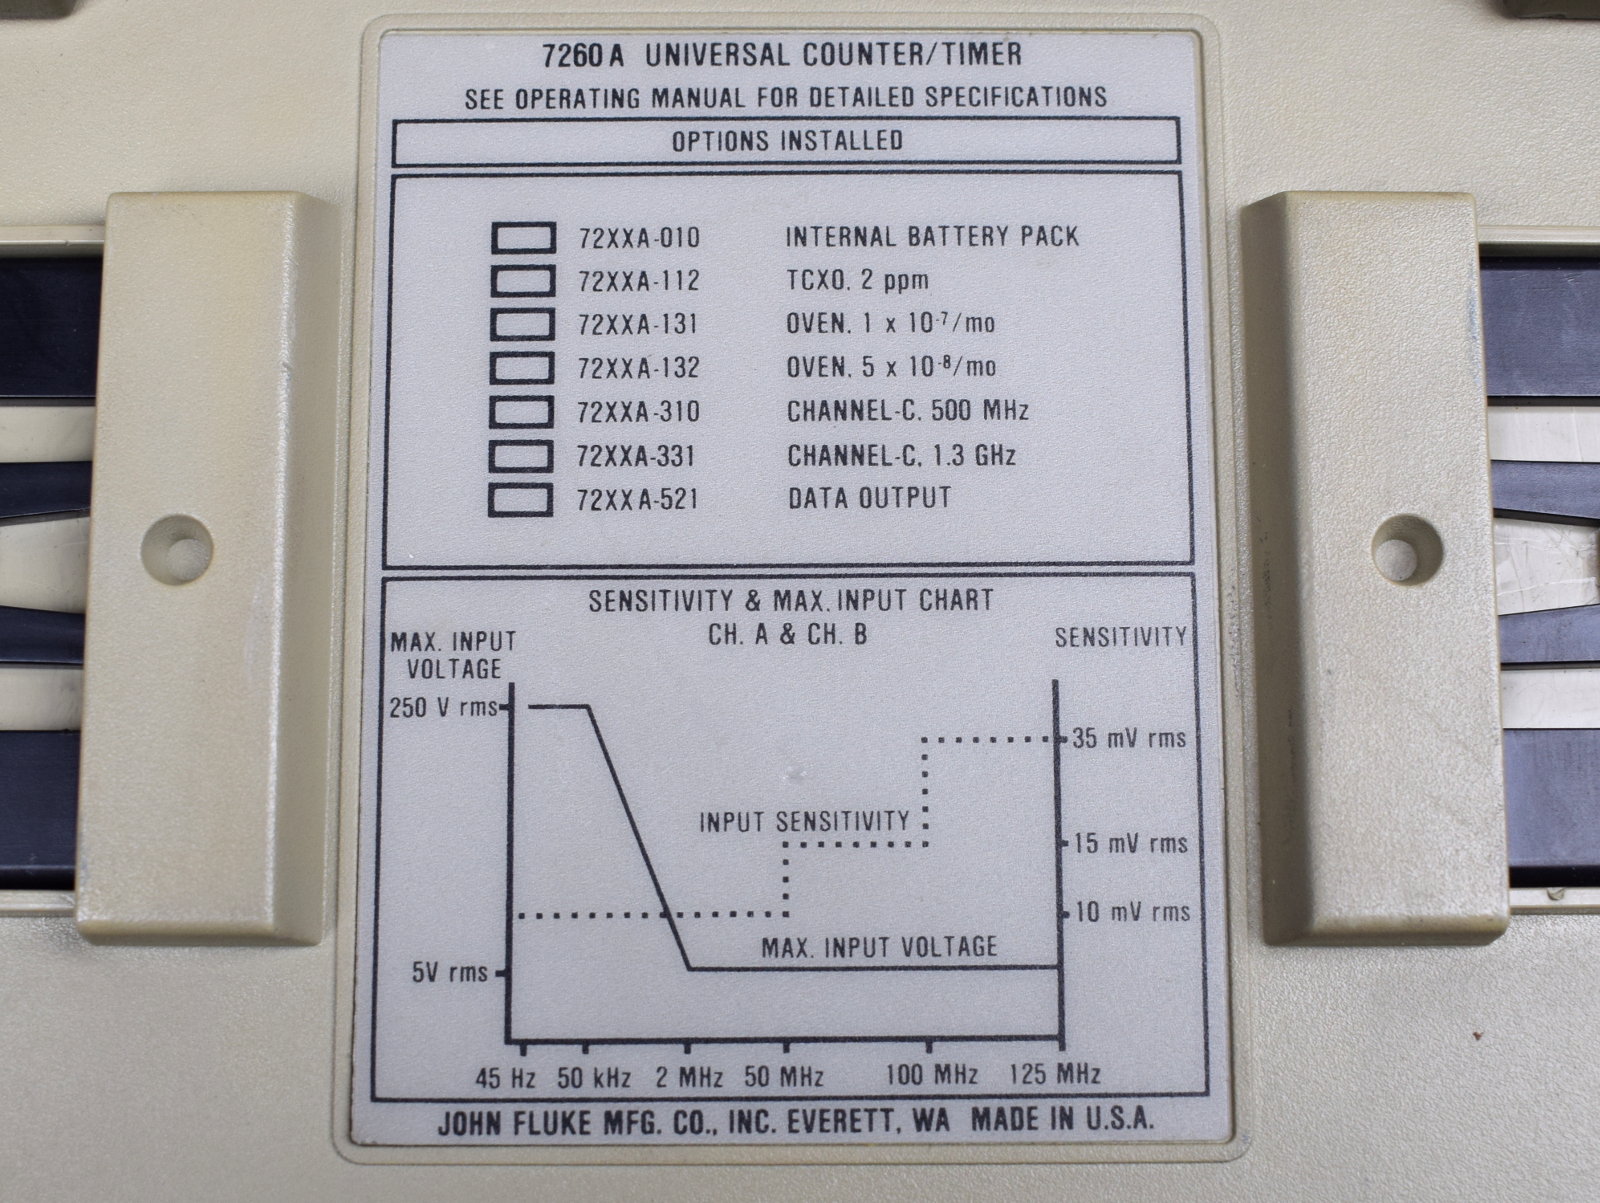 7260A UNIVERSAL COUNTER/TIMER
SEE OPERATING MANUAL FOR DETAILED SPECIFICATIONS
OPTIONS INSTALLED
72XXA-010 INTERNAL BATTERY PACK
72XXA-112 TCXO, 2 ppm
72XXA-131 OVEN, 1 x 10⁻⁷/mo
72XXA-132 OVEN, 5 x 10⁻⁸/mo
72XXA-310 CHANNEL-C, 500 MHz
72XXA-331 CHANNEL-C, 1.3 GHz
72XXA-521 DATA OUTPUT
SENSITIVITY & MAX. INPUT CHART
CH. A & CH. B
MAX. INPUT
VOLTAGE
SENSITIVITY
250 V rms
35 mV rms
INPUT SENSITIVITY
15 mV rms
10 mV rms
MAX. INPUT VOLTAGE
5V rms
45 Hz 50 kHz 2 MHz 50 MHz 100 MHz 125 MHz
JOHN FLUKE MFG. CO., INC. EVERETT, WA MADE IN U.S.A.